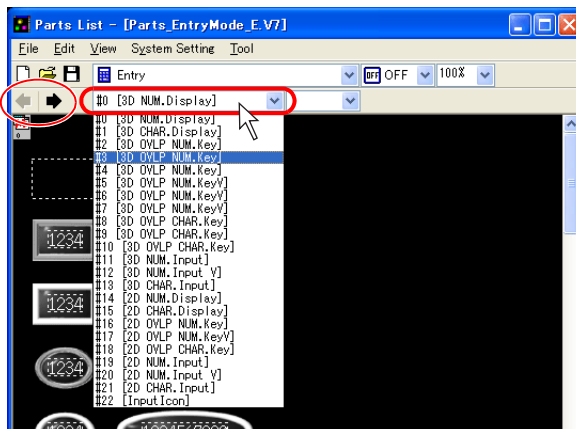 Parts List - [Parts_EntryMode_E.V7]
File Edit View System Setting Tool
Entry OFF OFF 100%
#0 [3D NUM.Display]
#0 [3D NUM.Display]
#1 [3D CHAR.Display]
#2 [3D OVLP NUM.Key]
#3 [3D OVLP NUM.Key]
#4 [3D OVLP NUM.Key]
#5 [3D OVLP NUM.KeyV]
#6 [3D OVLP NUM.KeyV]
#7 [3D OVLP NUM.KeyV]
#8 [3D OVLP CHAR.Key]
#9 [3D OVLP CHAR.Key]
#10 [3D OVLP CHAR.Key]
#11 [3D NUM.Input]
#12 [3D NUM.Input V]
#13 [3D CHAR.Input]
#14 [2D NUM.Display]
#15 [2D CHAR.Display]
#16 [2D OVLP NUM.Key]
#17 [2D OVLP NUM.KeyV]
#18 [2D OVLP CHAR.Key]
#19 [2D NUM.Input]
#20 [2D NUM.Input V]
#21 [2D CHAR.Input]
#22 [InputIcon]
1234
1234
1234